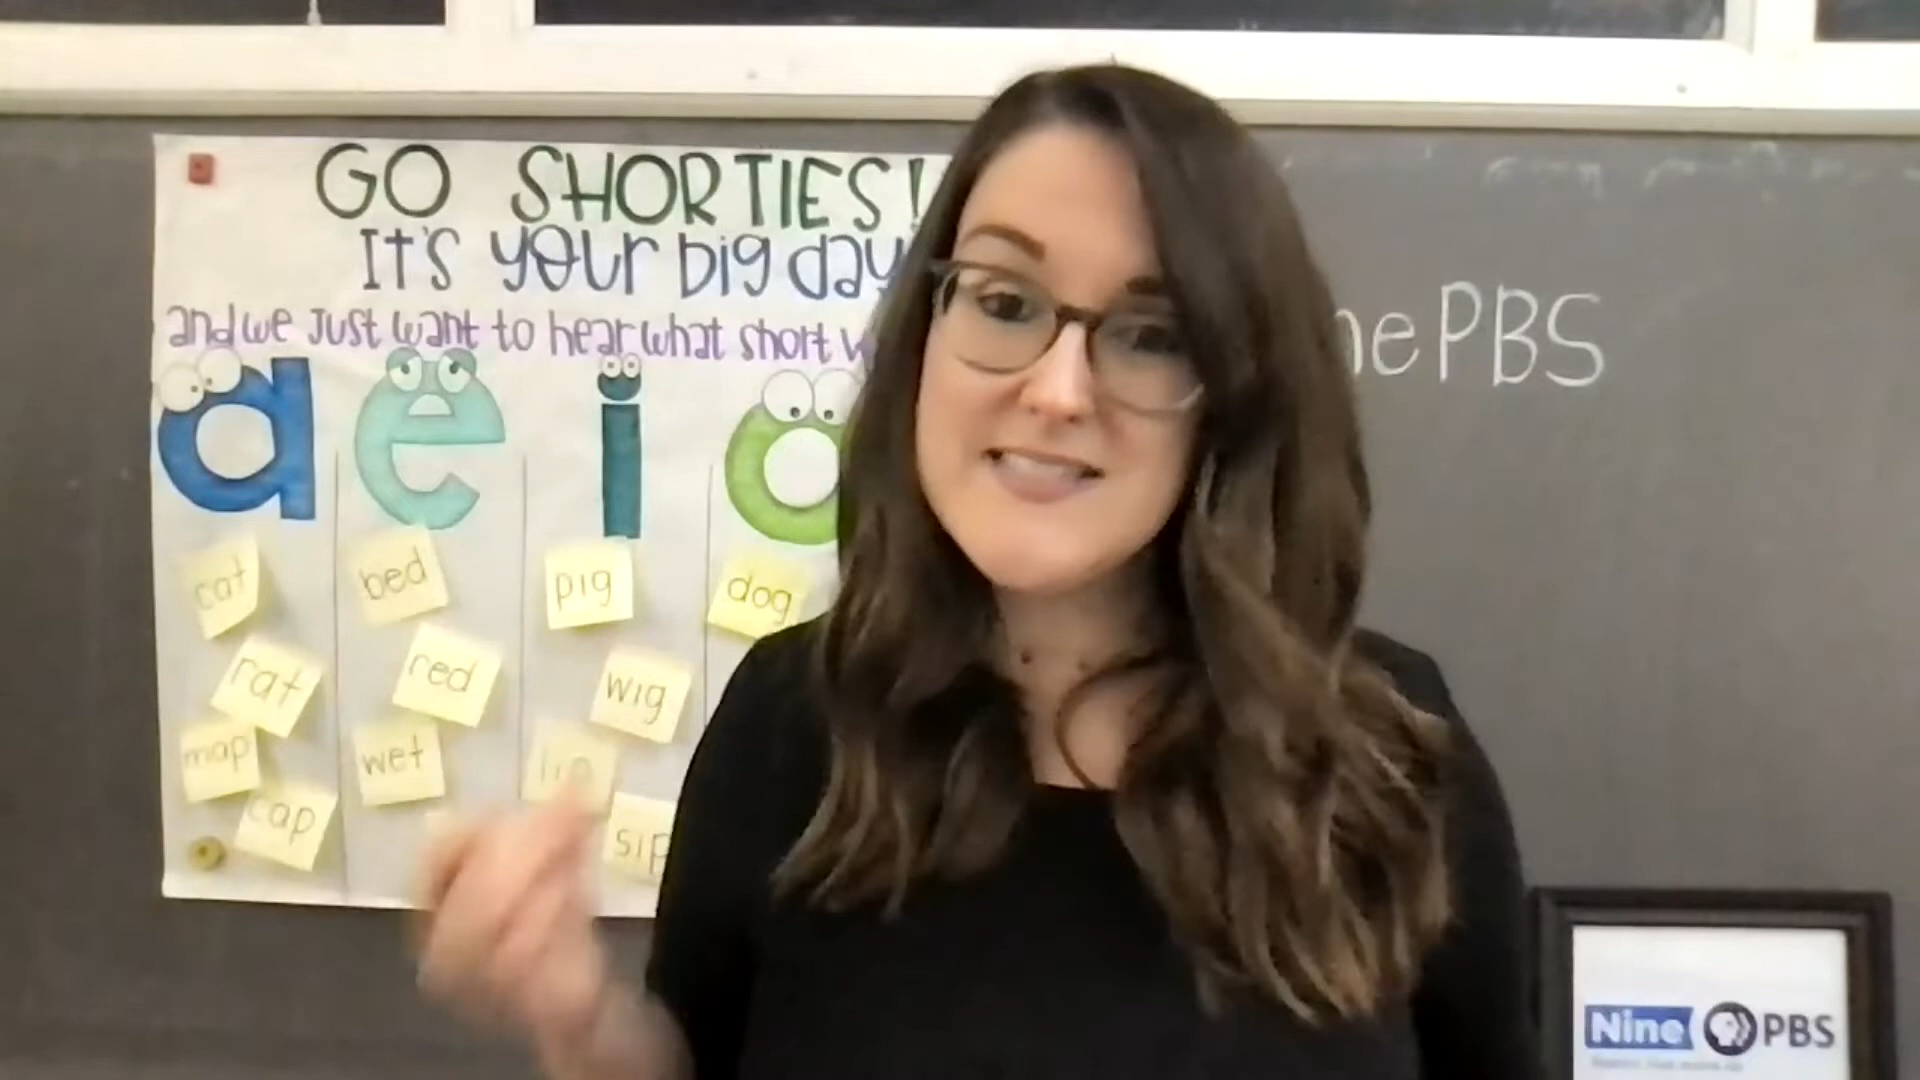 GO SHORTIES!
It's your big day
and we just want to hear what short
a e i o
cat bed pig dog
rat red wig
map wet
cap sip
ne PBS
Nine PBS